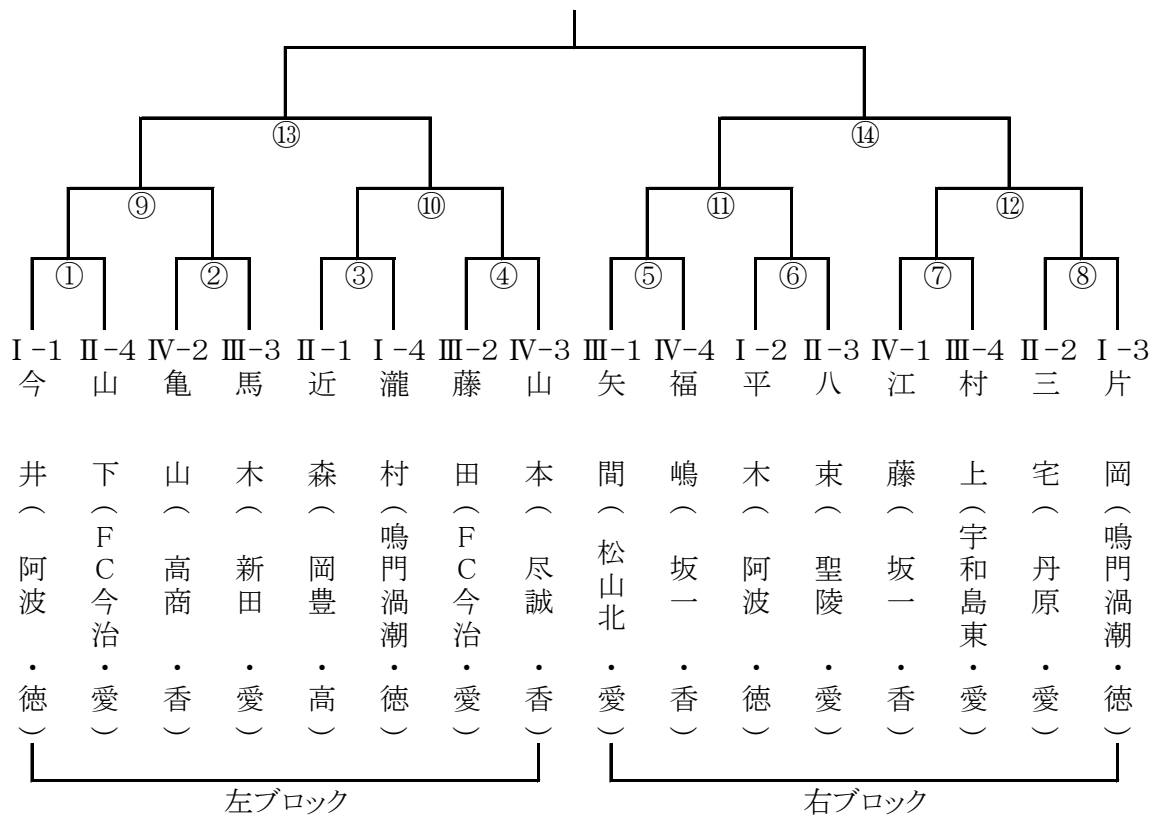 ⑬
⑭
⑨
⑩
⑪
⑫
①
②
③
④
⑤
⑥
⑦
⑧
Ⅰ-1
Ⅱ-4
Ⅳ-2
Ⅲ-3
Ⅱ-1
Ⅰ-4
Ⅲ-2
Ⅳ-3
Ⅲ-1
Ⅳ-4
Ⅰ-2
Ⅱ-3
Ⅳ-1
Ⅲ-4
Ⅱ-2
Ⅰ-3
今井(阿波・徳)
山下(FC今治・愛)
亀山(高商・香)
馬木(新田・愛)
近森(岡豊・高)
瀧村(鳴門渦潮・徳)
藤田(FC今治・愛)
山本(尽誠・香)
矢間(松山北・愛)
福嶋(坂一・香)
平木(阿波・徳)
八束(聖陵・愛)
江藤(坂一・香)
村上(宇和島東・愛)
三宅(丹原・愛)
片岡(鳴門渦潮・徳)
左ブロック
右ブロック